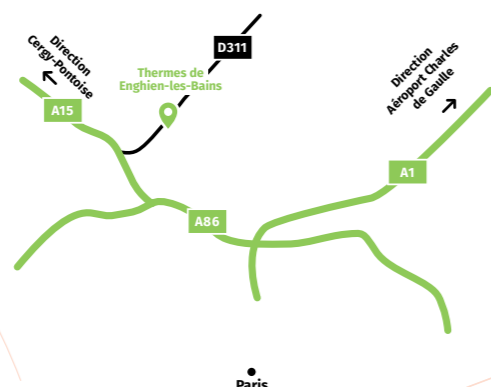 Direction
Cergy-Pontoise
A15
Thermes de
Enghien-les-Bains
D311
Direction
Aéroport Charles
de Gaulle
A1
A86
Paris